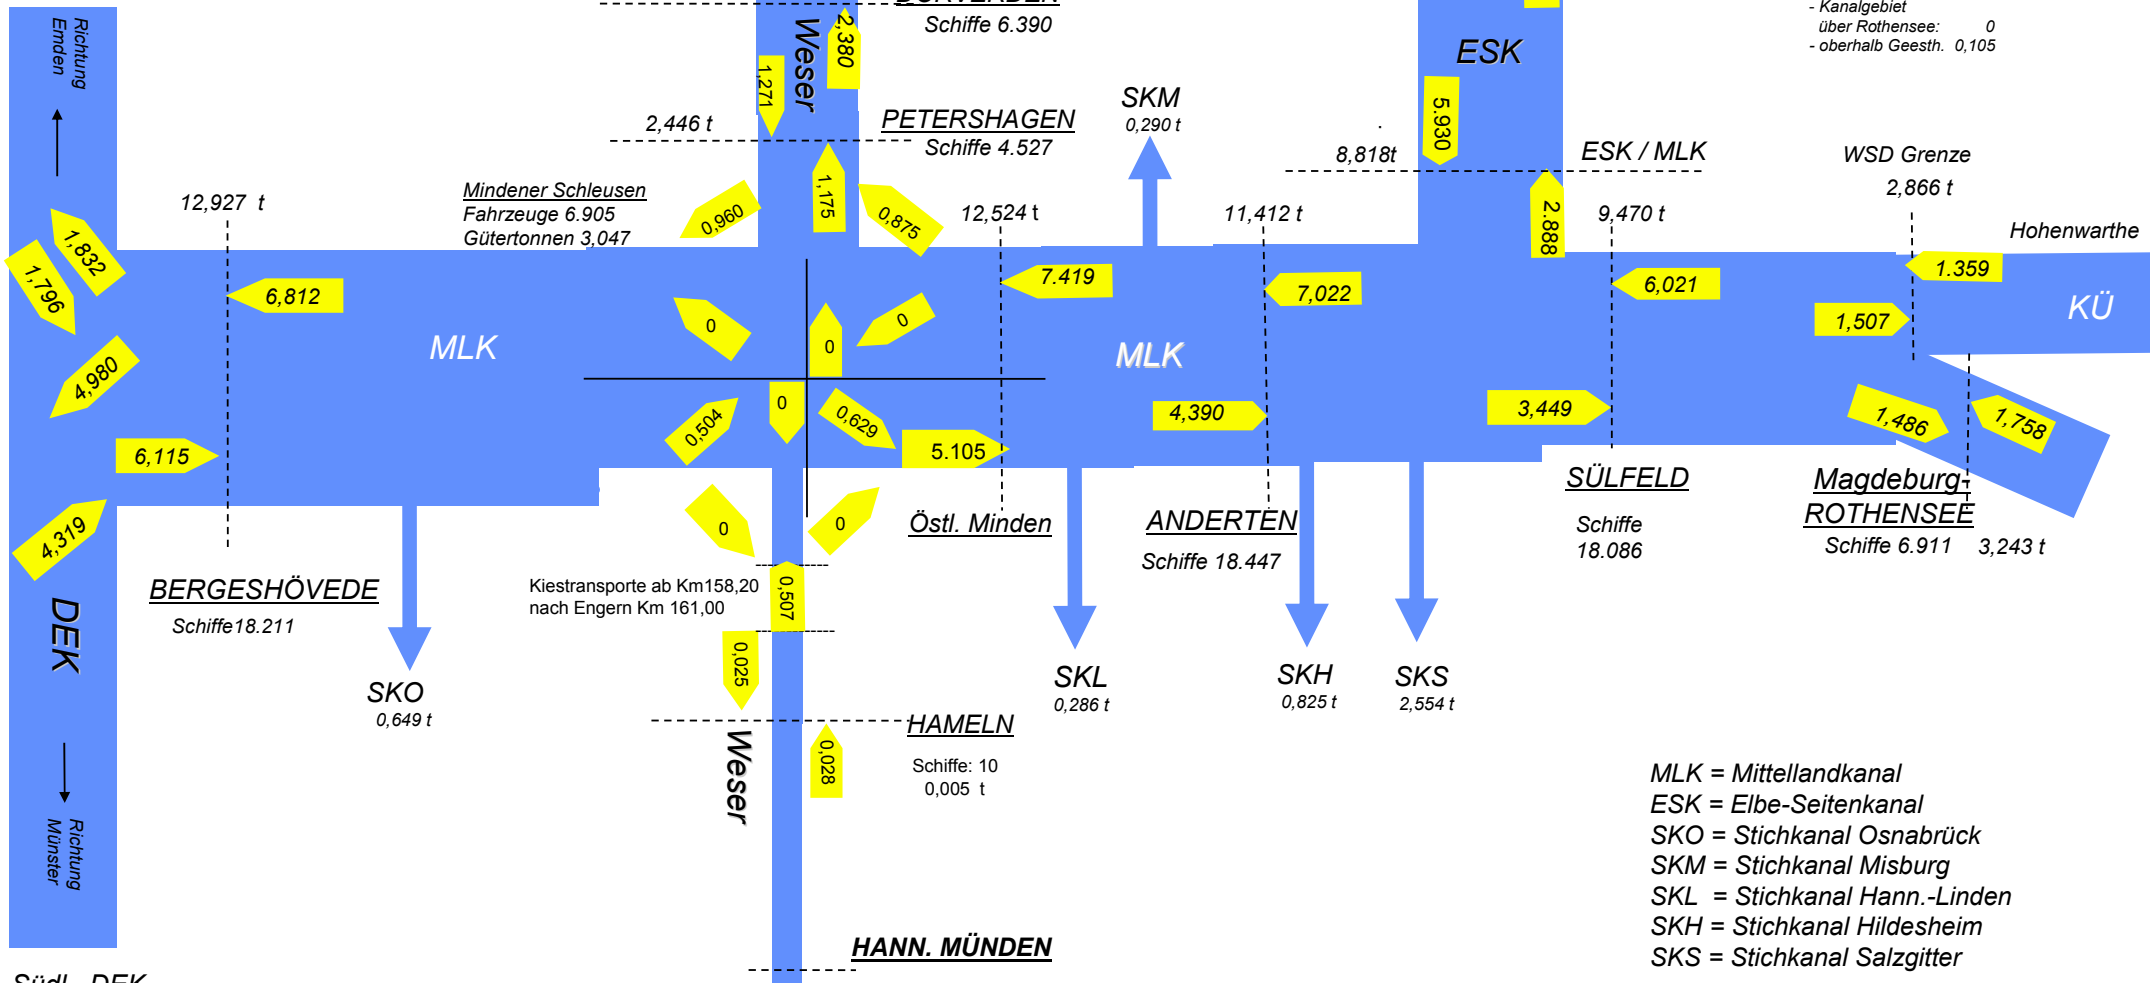 Richtung
Emden
DÖRVERDEN
Schiffe 6.390
- Kanalgebiet
über Rothensee: 0
- oberhalb Geesth. 0,105
Weser
2,380
1,271
ESK
5.930
2,446 t
PETERSHAGEN
Schiffe 4.527
SKM
0,290 t
.
8,818t
ESK / MLK
WSD Grenze
2,866 t
12,927 t
Mindener Schleusen
Fahrzeuge 6.905
Gütertonnen 3,047
0,960
1,175
0,875
12,524 t
11,412 t
2.888
9,470 t
Hohenwarthe
1,832
1,796
6,812
7.419
7,022
6,021
1.359
1,507
KÜ
MLK
0
0
0
MLK
4,980
0
0,504
0,629
4,390
3,449
1,486
1,758
6,115
5.105
4,319
0
0
Östl. Minden
ANDERTEN
Schiffe 18.447
SÜLFELD
Schiffe
18.086
Magdeburg-
ROTHENSEE
Schiffe 6.911 3,243 t
BERGESHÖVEDE
Schiffe18.211
Kiestransporte ab Km158,20
nach Engern Km 161,00
0,507
DEK
0,025
SKO
0,649 t
SKL
0,286 t
SKH
0,825 t
SKS
2,554 t
HAMELN
Schiffe: 10
0,005 t
Weser
0,028
Richtung
Münster
HANN. MÜNDEN
MLK = Mittellandkanal
ESK = Elbe-Seitenkanal
SKO = Stichkanal Osnabrück
SKM = Stichkanal Misburg
SKL = Stichkanal Hann.-Linden
SKH = Stichkanal Hildesheim
SKS = Stichkanal Salzgitter
Südl. DEK